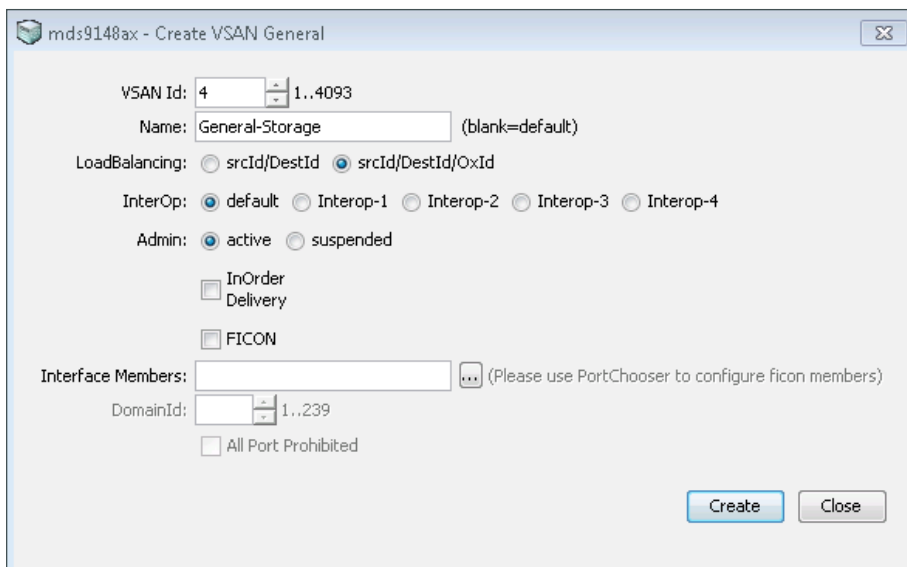 mds9148ax - Create VSAN General
VSAN Id: 4 1..4093
Name: General-Storage (blank=default)
LoadBalancing: srcId/DestId srcId/DestId/OxId
InterOp: default Interop-1 Interop-2 Interop-3 Interop-4
Admin: active suspended
InOrder
Delivery
FICON
Interface Members: ... (Please use PortChooser to configure ficon members)
DomainId: 1..239
All Port Prohibited
Create Close